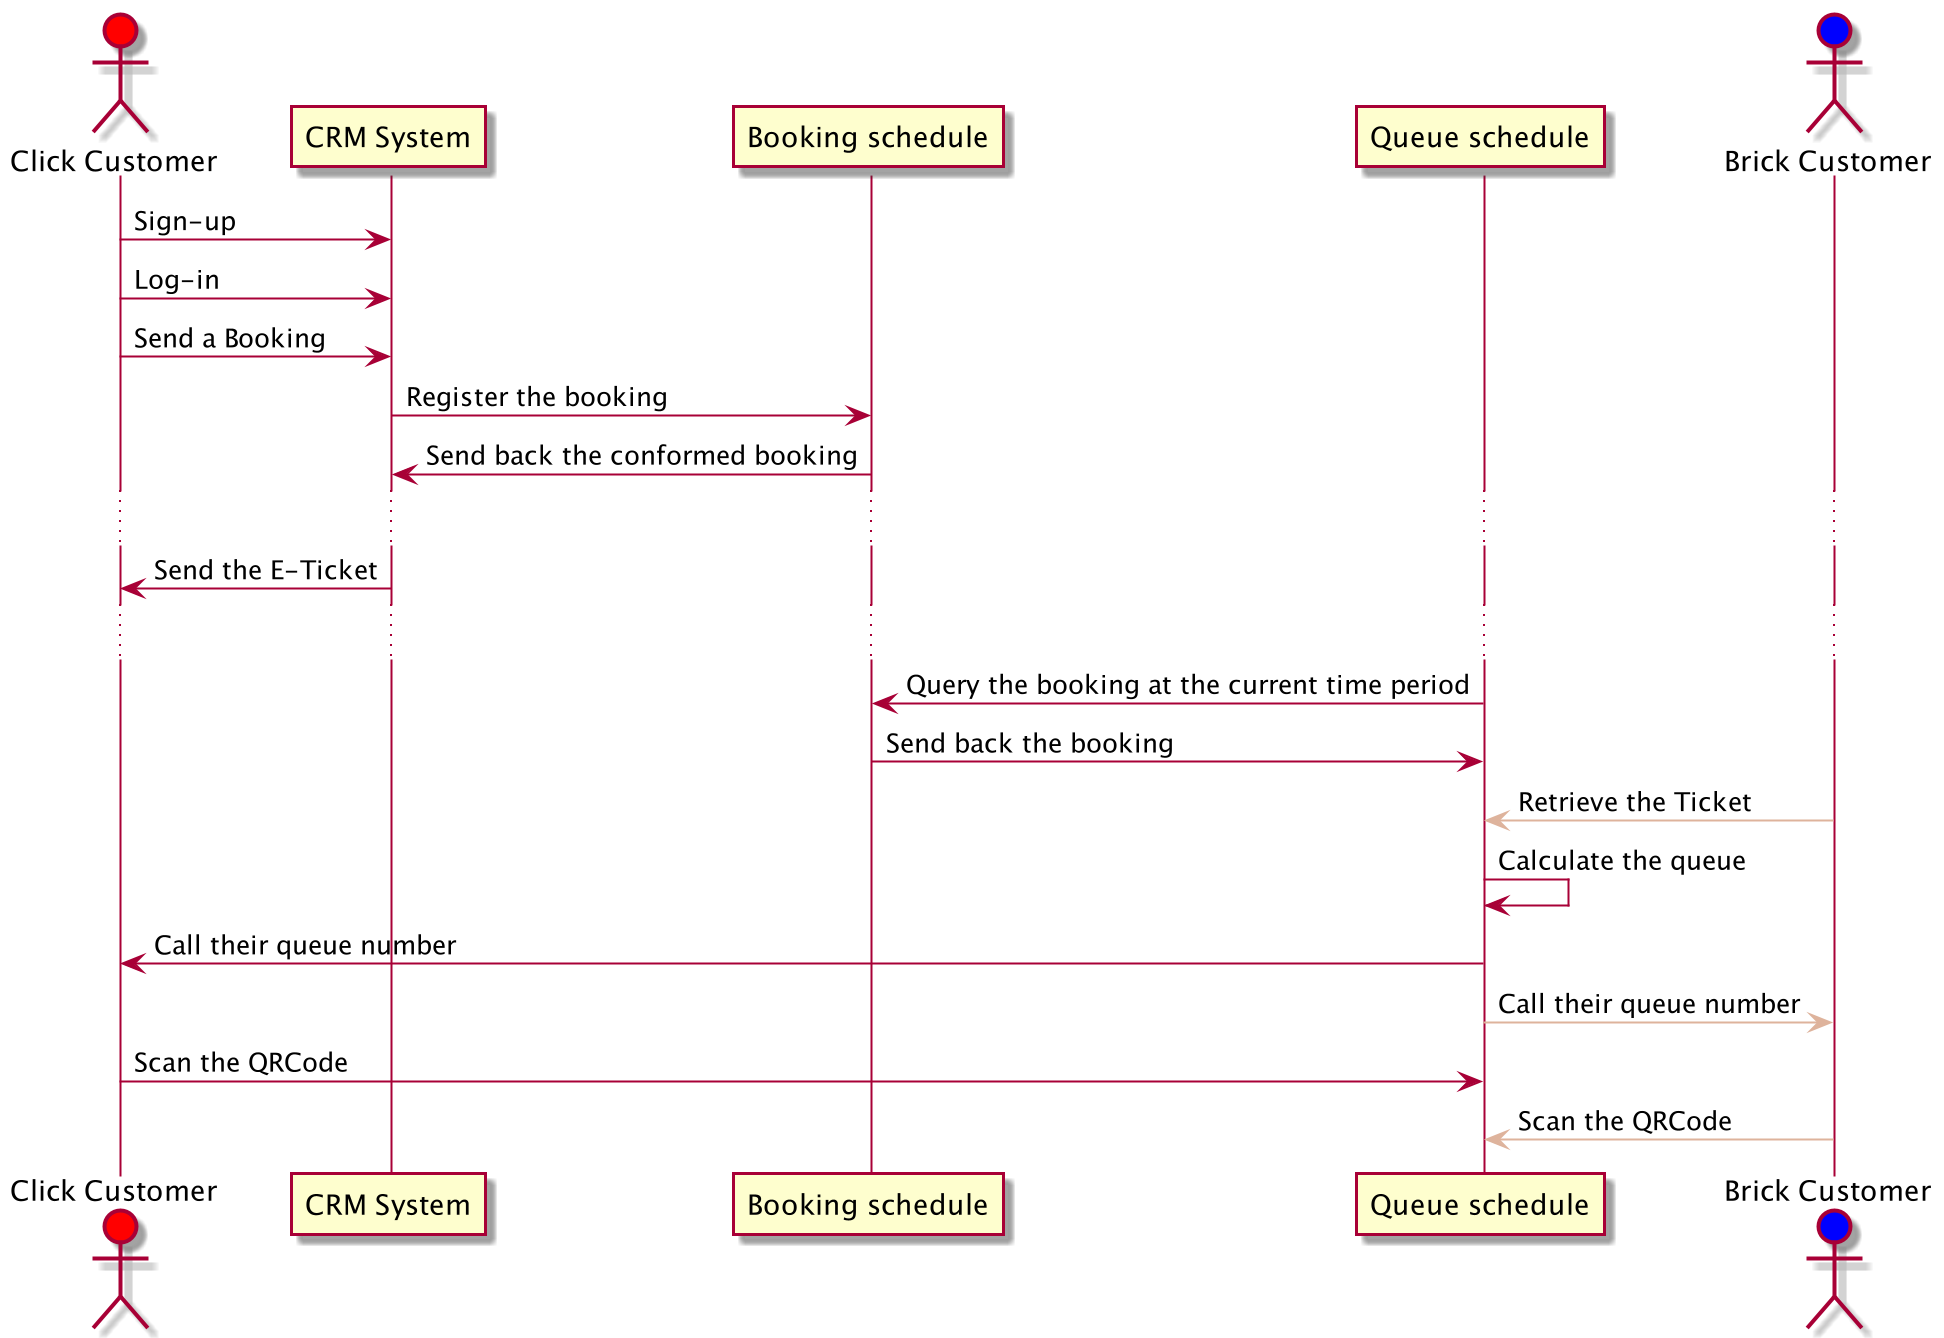 Click Customer
CRM System
Booking schedule
Queue schedule
Brick Customer
Sign-up
Log-in
Send a Booking
Register the booking
Send back the conformed booking
Send the E-Ticket
Query the booking at the current time period
Send back the booking
Retrieve the Ticket
Calculate the queue
Call their queue number
Call their queue number
Scan the QRCode
Scan the QRCode
Click Customer
CRM System
Booking schedule
Queue schedule
Brick Customer